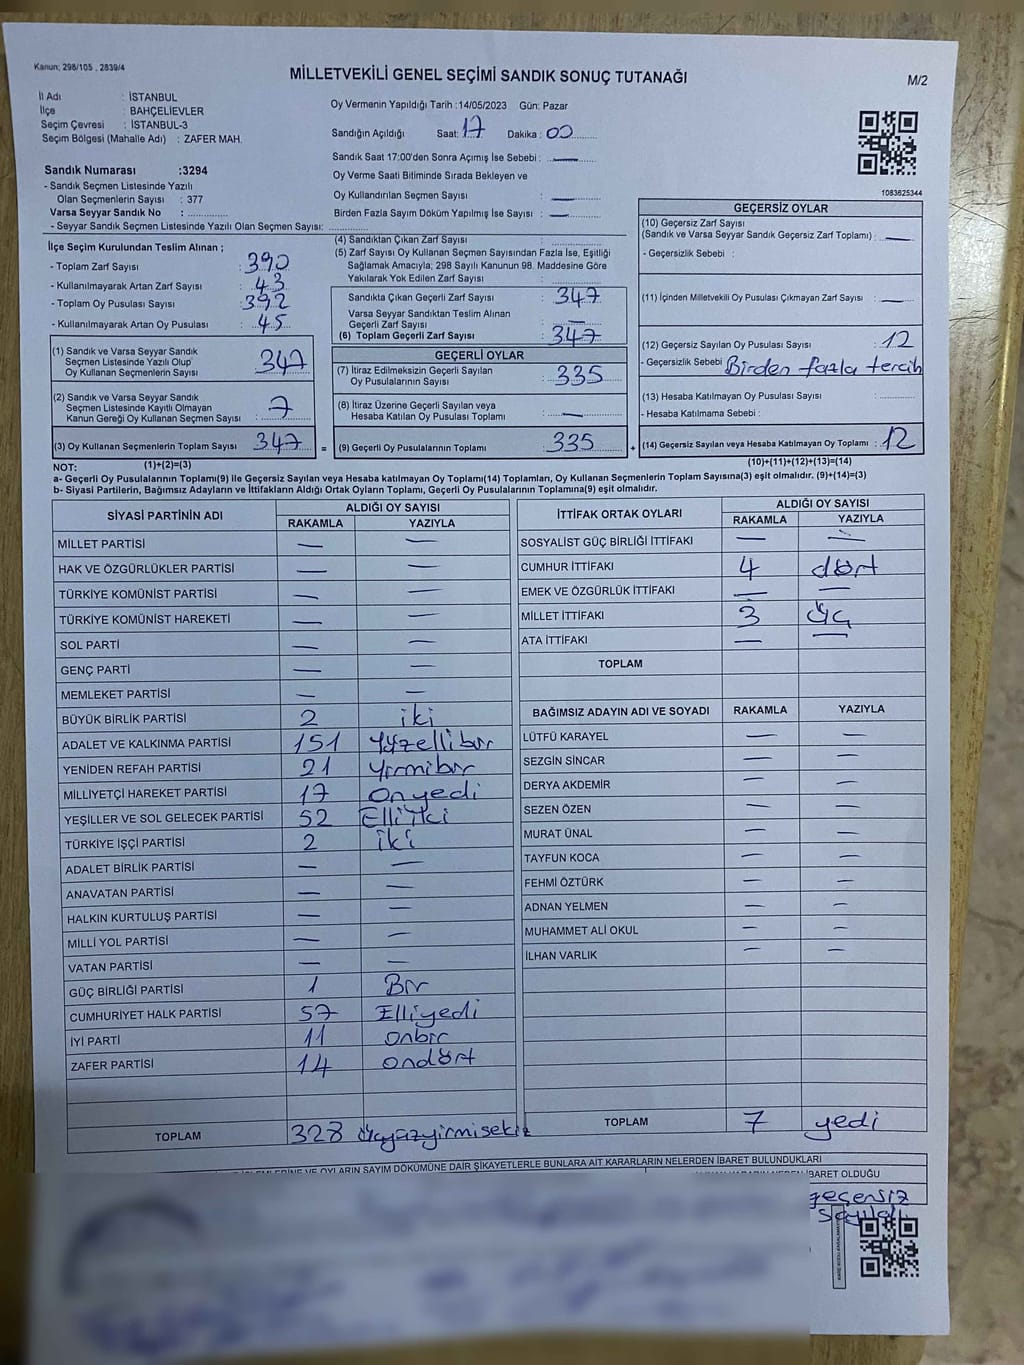 Kanun; 298/105 , 2839/4
MİLLETVEKİLİ GENEL SEÇİMİ SANDIK SONUÇ TUTANAĞI
M/2
İl Adı : İSTANBUL
İlçe : BAHÇELİEVLER
Seçim Çevresi : İSTANBUL-3
Seçim Bölgesi (Mahalle Adı) : ZAFER MAH.
Oy Vermenin Yapıldığı Tarih :14/05/2023 Gün: Pazar
Sandığın Açıldığı Saat: 17 Dakika : 00
Sandık Saat 17:00'den Sonra Açımış İse Sebebi : —
Oy Verme Saati Bitiminde Sırada Bekleyen ve
Oy Kullandırılan Seçmen Sayısı : —
Birden Fazla Sayım Döküm Yapılmış İse Sayısı : —
1083625344
Sandık Numarası :3294
- Sandık Seçmen Listesinde Yazılı
Olan Seçmenlerin Sayısı : 377
Varsa Seyyar Sandık No : ..............
- Seyyar Sandık Seçmen Listesinde Yazılı Olan Seçmen Sayısı: ..............
İlçe Seçim Kurulundan Teslim Alınan ;
- Toplam Zarf Sayısı : 390
- Kullanılmayarak Artan Zarf Sayısı : 43
- Toplam Oy Pusulası Sayısı : 392
- Kullanılmayarak Artan Oy Pusulası : 45
(4) Sandıktan Çıkan Zarf Sayısı : ..............
(5) Zarf Sayısı Oy Kullanan Seçmen Sayısından Fazla İse, Eşitliği
Sağlamak Amacıyla; 298 Sayılı Kanunun 98. Maddesine Göre
Yakılarak Yok Edilen Zarf Sayısı : ..............
Sandıkta Çıkan Geçerli Zarf Sayısı : 347
Varsa Seyyar Sandıktan Teslim Alınan
Geçerli Zarf Sayısı : —
(6) Toplam Geçerli Zarf Sayısı : 347
GEÇERSİZ OYLAR
(10) Geçersiz Zarf Sayısı
(Sandık ve Varsa Seyyar Sandık Geçersiz Zarf Toplamı) : —
- Geçersizlik Sebebi :
(11) İçinden Milletvekili Oy Pusulası Çıkmayan Zarf Sayısı : —
(12) Geçersiz Sayılan Oy Pusulası Sayısı : 12
- Geçersizlik Sebebi : Birden fazla tercih
(13) Hesaba Katılmayan Oy Pusulası Sayısı : ..............
- Hesaba Katılmama Sebebi :
(14) Geçersiz Sayılan veya Hesaba Katılmayan Oy Toplamı : 12
(1) Sandık ve Varsa Seyyar Sandık
Seçmen Listesinde Yazılı Olup
Oy Kullanan Seçmenlerin Sayısı : 347
(2) Sandık ve Varsa Seyyar Sandık
Seçmen Listesinde Kayıtlı Olmayan
Kanun Gereği Oy Kullanan Seçmen Sayısı :
(3) Oy Kullanan Seçmenlerin Toplam Sayısı : 347 =
GEÇERLİ OYLAR
(7) İtiraz Edilmeksizin Geçerli Sayılan
Oy Pusulalarının Sayısı : 335
(8) İtiraz Üzerine Geçerli Sayılan veya
Hesaba Katılan Oy Pusulası Toplamı : —
(9) Geçerli Oy Pusulalarının Toplamı : 335 +
NOT: (1)+(2)=(3)
(10)+(11)+(12)+(13)=(14)
a- Geçerli Oy Pusulalarının Toplamı(9) ile Geçersiz Sayılan veya Hesaba katılmayan Oy Toplamı(14) Toplamları, Oy Kullanan Seçmenlerin Toplam Sayısına(3) eşit olmalıdır. (9)+(14)=(3)
b- Siyasi Partilerin, Bağımsız Adayların ve İttifakların Aldığı Ortak Oyların Toplamı, Geçerli Oy Pusulalarının Toplamına(9) eşit olmalıdır.
SİYASİ PARTİNİN ADI ALDIĞI OY SAYISI
RAKAMLA YAZIYLA
MİLLET PARTİSİ — —
HAK VE ÖZGÜRLÜKLER PARTİSİ — —
TÜRKİYE KOMÜNİST PARTİSİ — —
TÜRKİYE KOMÜNİST HAREKETİ — —
SOL PARTİ — —
GENÇ PARTİ — —
MEMLEKET PARTİSİ — —
BÜYÜK BİRLİK PARTİSİ 2 iki
ADALET VE KALKINMA PARTİSİ 151 Yüzellibir
YENİDEN REFAH PARTİSİ 21 Yirmibir
MİLLİYETÇİ HAREKET PARTİSİ 17 Onyedi
YEŞİLLER VE SOL GELECEK PARTİSİ 52 Elliiki
TÜRKİYE İŞÇİ PARTİSİ 2 iki
ADALET BİRLİK PARTİSİ — —
ANAVATAN PARTİSİ — —
HALKIN KURTULUŞ PARTİSİ — —
MİLLİ YOL PARTİSİ — —
VATAN PARTİSİ — —
GÜÇ BİRLİĞİ PARTİSİ 1 Bir
CUMHURİYET HALK PARTİSİ 57 Elliyedi
İYİ PARTİ 11 Onbir
ZAFER PARTİSİ 14 Ondört
TOPLAM 328 üçyüzyirmisekiz
İTTİFAK ORTAK OYLARI ALDIĞI OY SAYISI
RAKAMLA YAZIYLA
SOSYALİST GÜÇ BİRLİĞİ İTTİFAKI — —
CUMHUR İTTİFAKI 4 dört
EMEK VE ÖZGÜRLÜK İTTİFAKI — —
MİLLET İTTİFAKI 3 üç
ATA İTTİFAKI — —
TOPLAM
BAĞIMSIZ ADAYIN ADI VE SOYADI RAKAMLA YAZIYLA
LÜTFÜ KARAYEL — —
SEZGİN SİNCAR — —
DERYA AKDEMİR — —
SEZEN ÖZEN — —
MURAT ÜNAL — —
TAYFUN KOCA — —
FEHMİ ÖZTÜRK — —
ADNAN YELMEN — —
MUHAMMET ALİ OKUL — —
İLHAN VARLIK — —
TOPLAM 7 yedi
OYLARIN SAYIM DÖKÜMÜNE DAİR ŞİKAYETLERLE BUNLARA AİT KARARLARIN NELERDEN İBARET BULUNDUKLARI
İBARET OLDUĞU
geçersiz
sayıldı